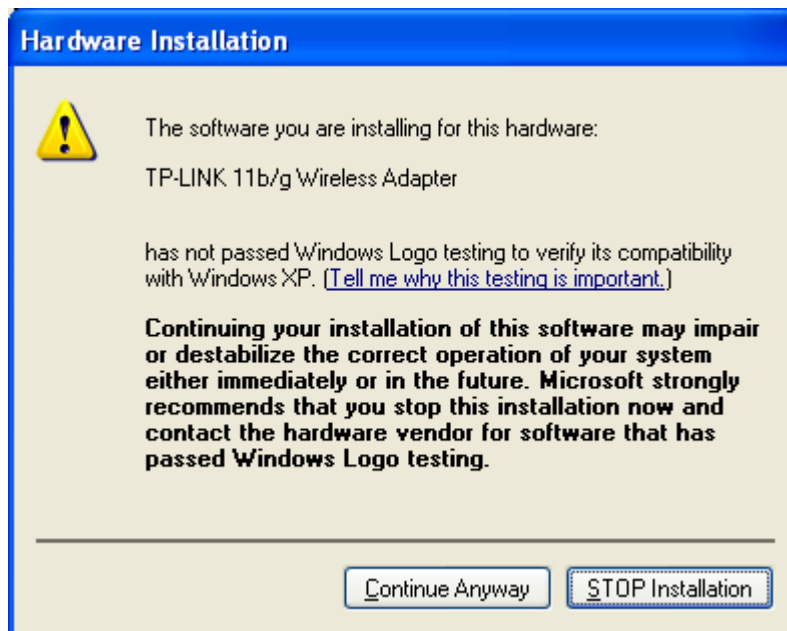 Hardware Installation
The software you are installing for this hardware:
TP-LINK 11b/g Wireless Adapter
has not passed Windows Logo testing to verify its compatibility
with Windows XP. (Tell me why this testing is important.)
Continuing your installation of this software may impair
or destabilize the correct operation of your system
either immediately or in the future. Microsoft strongly
recommends that you stop this installation now and
contact the hardware vendor for software that has
passed Windows Logo testing.
Continue Anyway
STOP Installation